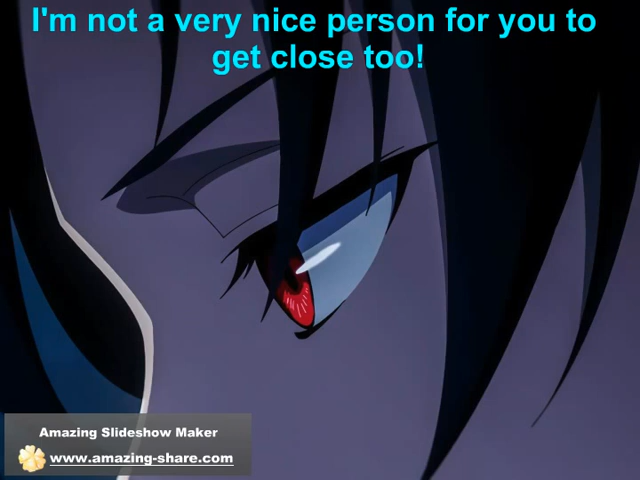 I'm not a very nice person for you to
get close too!
Amazing Slideshow Maker
www.amazing-share.com